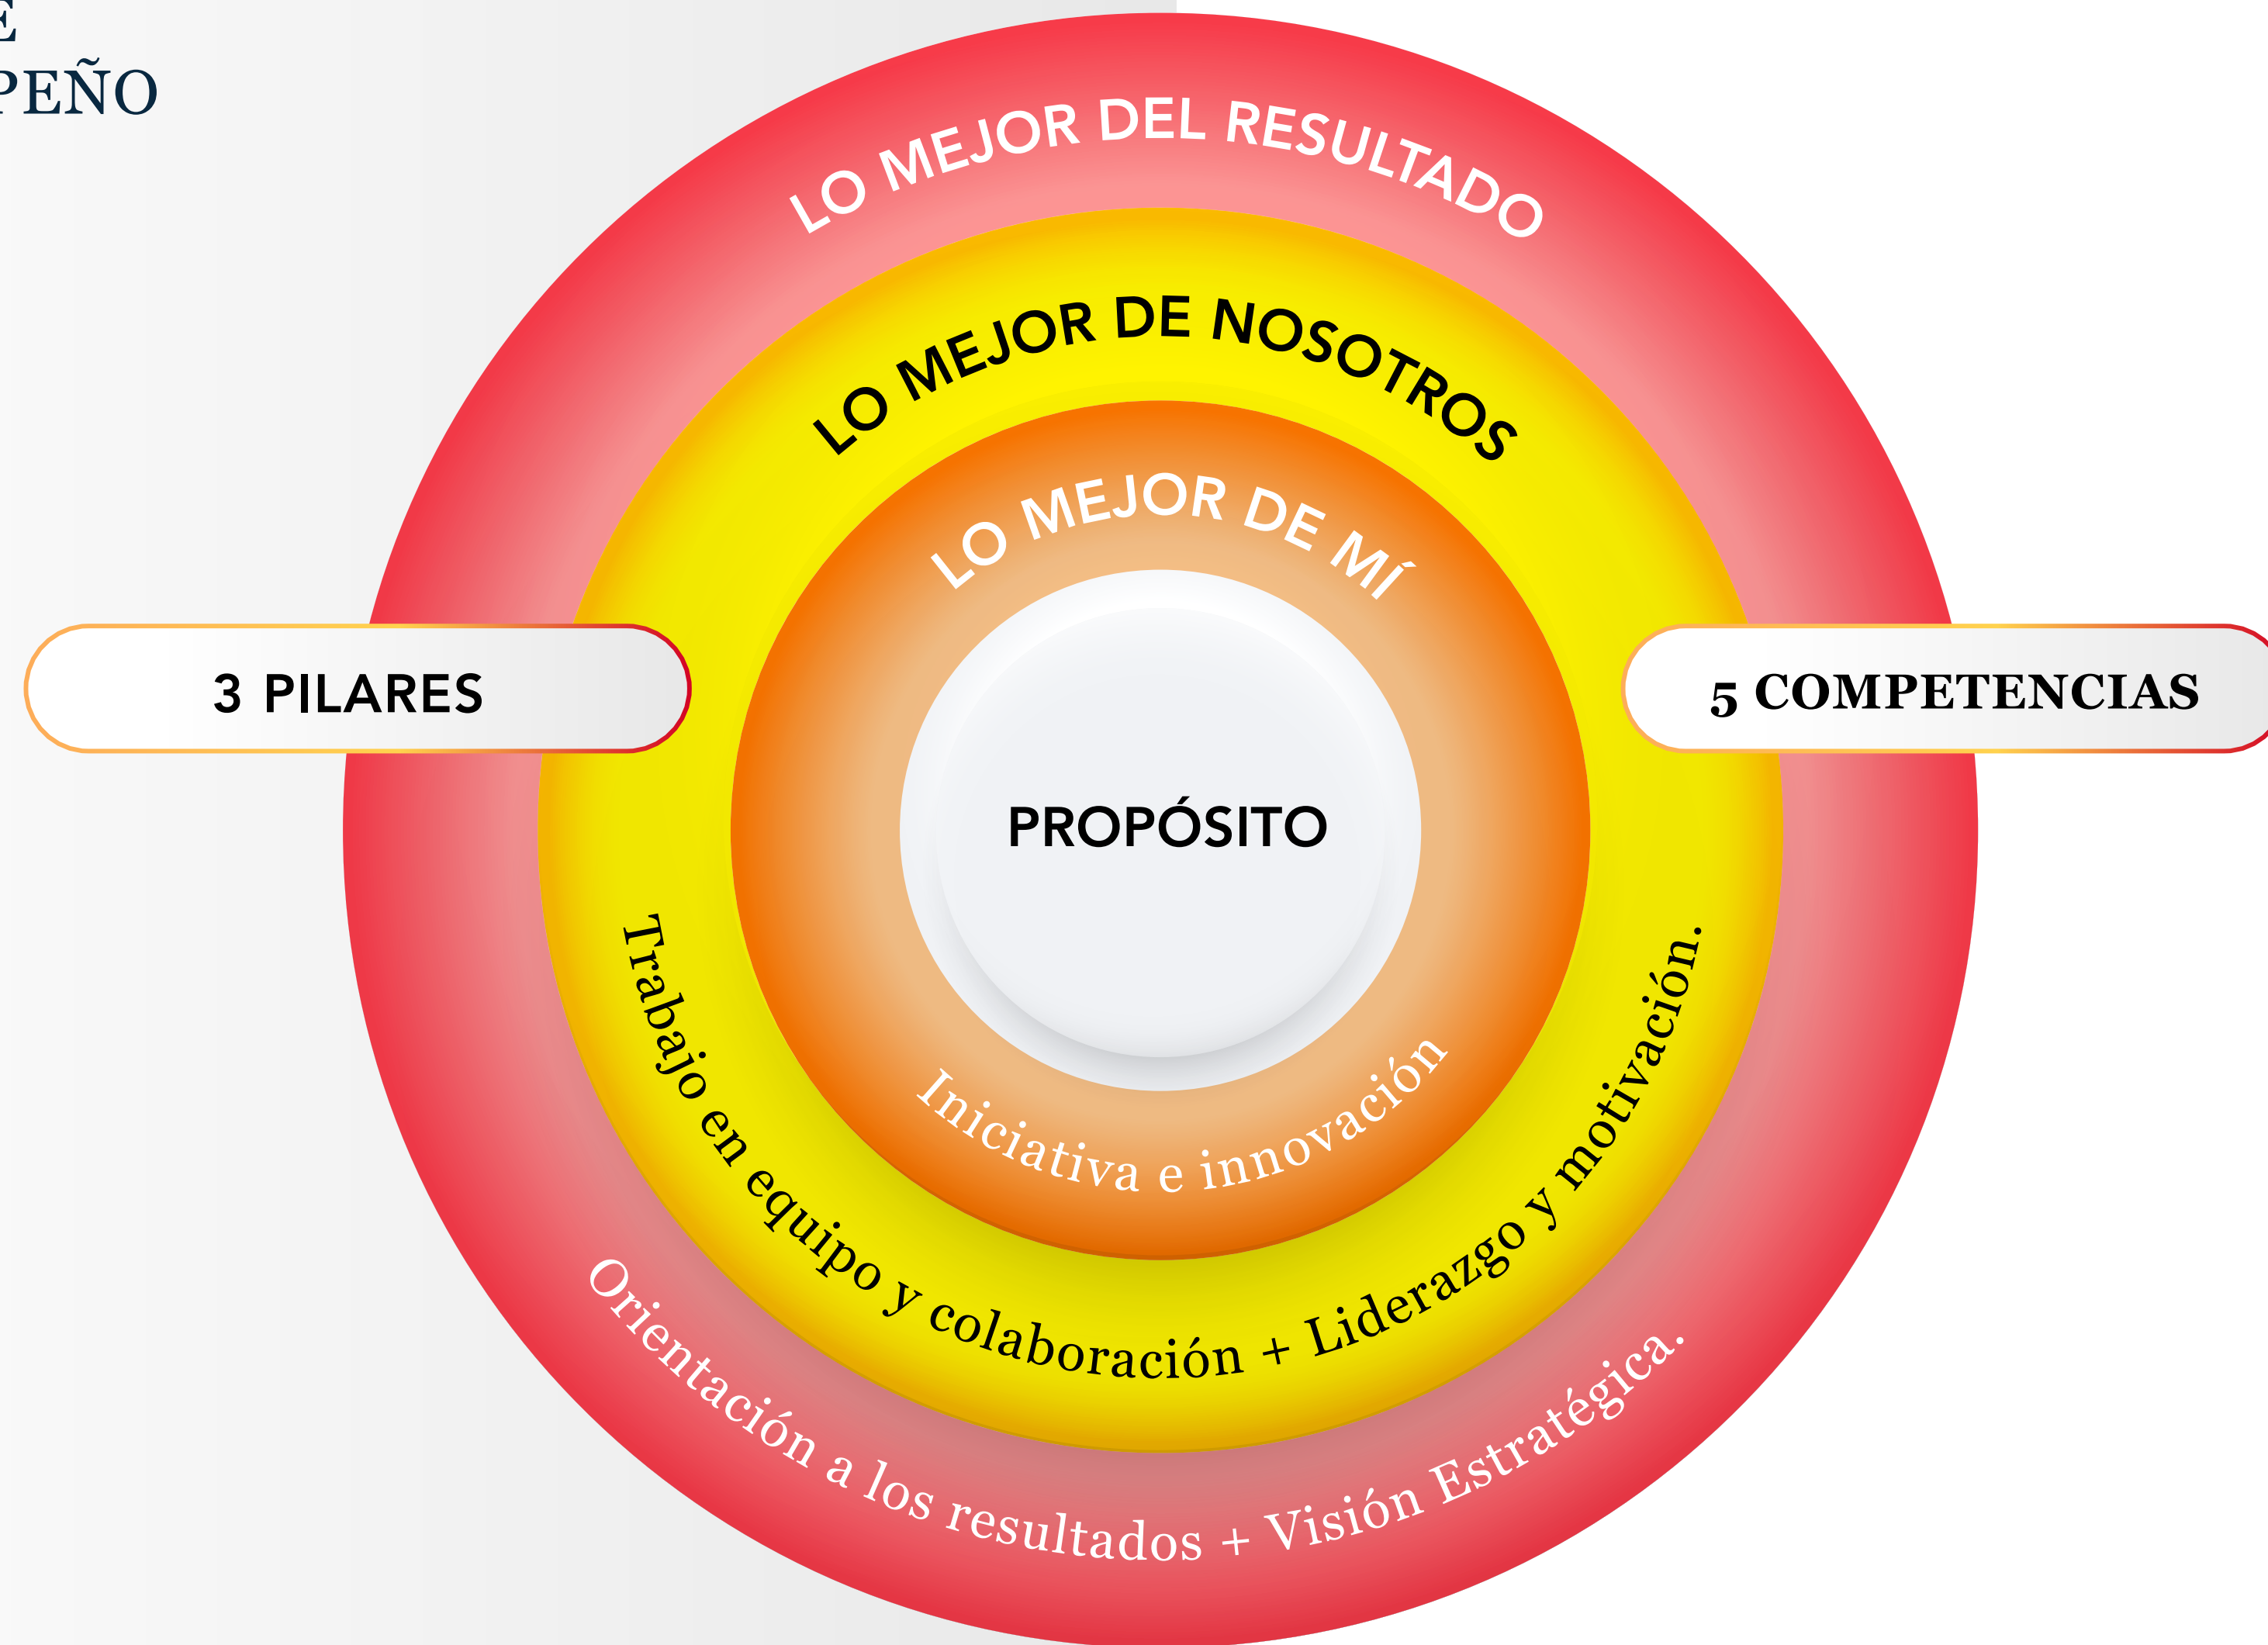 PEÑO
LO MEJOR DEL RESULTADO
LO MEJOR DE NOSOTROS
LO MEJOR DE MÍ
3 PILARES
5 COMPETENCIAS
PROPÓSITO
Iniciativa e innovación
Trabajo en equipo y colaboración + Liderazgo y motivación.
Orientación a los resultados + Visión Estratégica.